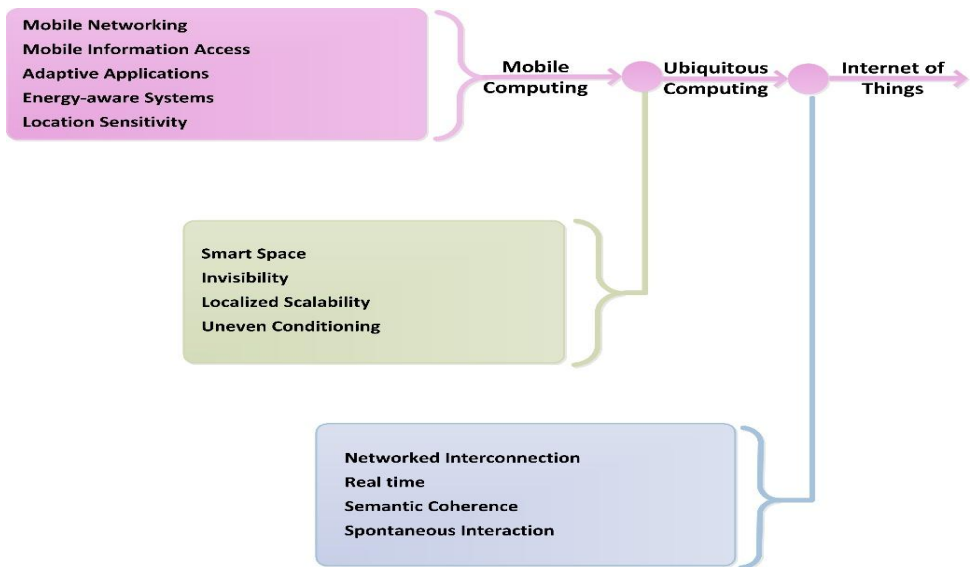 Mobile Networking
Mobile Information Access
Adaptive Applications
Energy-aware Systems
Location Sensitivity
Mobile
Computing
Ubiquitous
Computing
Internet of
Things
Smart Space
Invisibility
Localized Scalability
Uneven Conditioning
Networked Interconnection
Real time
Semantic Coherence
Spontaneous Interaction